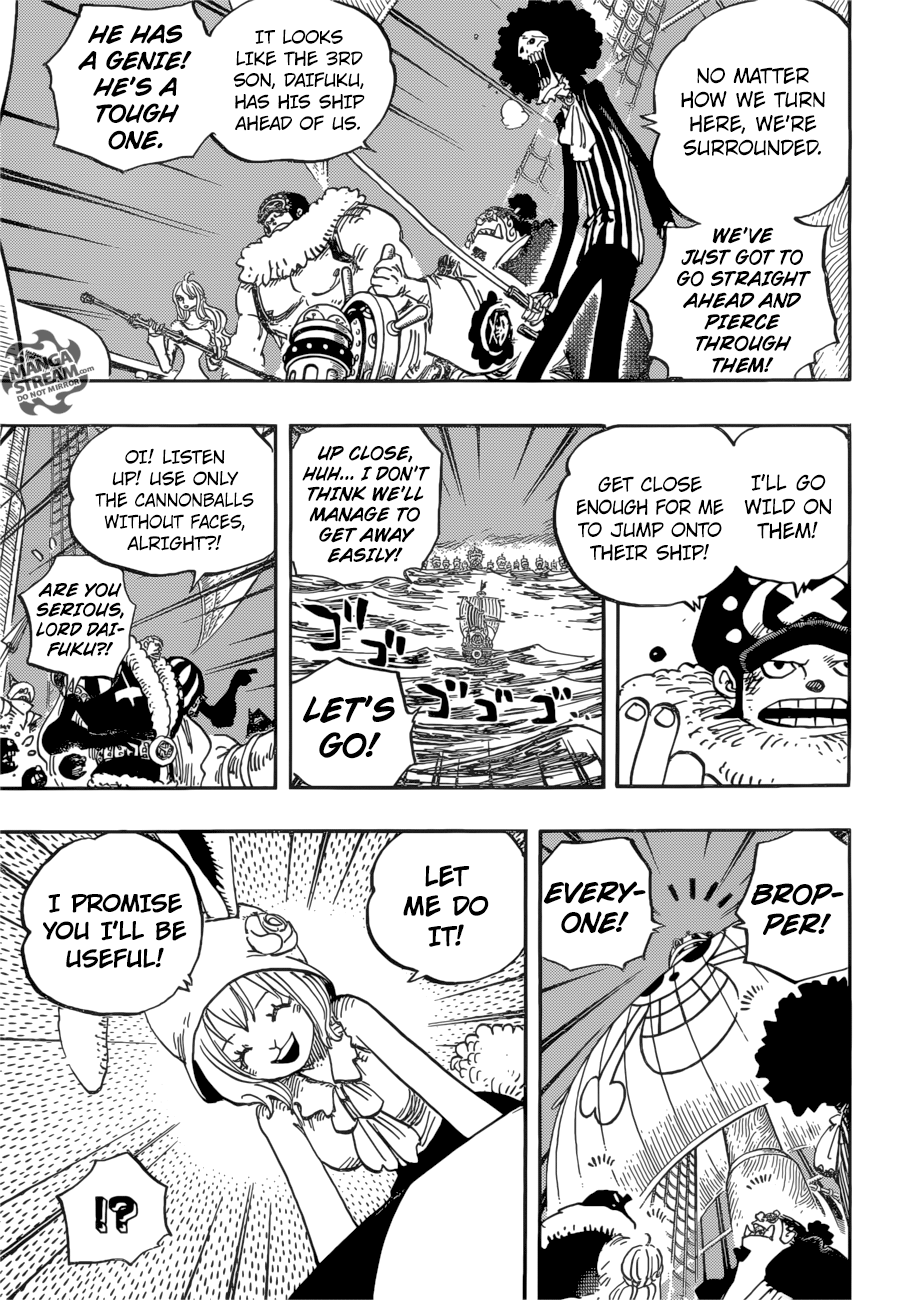 NO MATTER
HOW WE TURN
HERE, WE'RE
SURROUNDED.
WE'VE
JUST GOT TO
GO STRAIGHT
AHEAD AND
PIERCE
THROUGH
THEM!
IT LOOKS
LIKE THE 3RD
SON, DAIFUKU,
HAS HIS SHIP
AHEAD OF US.
HE HAS
A GENIE!
HE'S A
TOUGH
ONE.
MANGA
STREAM.com
DO NOT MIRROR
I'LL GO
WILD ON
THEM!
GET CLOSE
ENOUGH FOR ME
TO JUMP ONTO
THEIR SHIP!
UP CLOSE,
HUH... I DON'T
THINK WE'LL
MANAGE TO
GET AWAY
EASILY!
ゴゴゴ
ゴゴゴ
LET'S
GO!
OI! LISTEN
UP! USE ONLY
THE CANNONBALLS
WITHOUT FACES,
ALRIGHT?!
ARE YOU
SERIOUS,
LORD DAI-
FUKU?!
BROP-
PER!
EVERY-
ONE!
LET
ME DO
IT!
I PROMISE
YOU I'LL BE
USEFUL!
!?